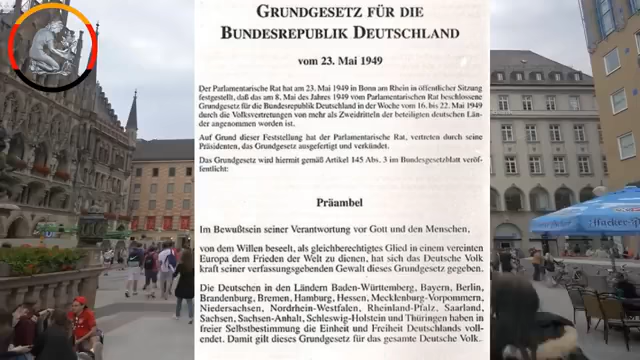 GRUNDGESETZ FÜR DIE
BUNDESREPUBLIK DEUTSCHLAND
vom 23. Mai 1949
Der Parlamentarische Rat hat am 23. Mai 1949 in Bonn am Rhein in öffentlicher Sitzung
festgestellt, daß das am 8. Mai des Jahres 1949 vom Parlamentarischen Rat beschlossene
Grundgesetz für die Bundesrepublik Deutschland in der Woche vom 16. bis 22. Mai 1949
durch die Volksvertretungen von mehr als Zweidritteln der beteiligten deutschen Län-
der angenommen worden ist.
Auf Grund dieser Feststellung hat der Parlamentarische Rat, vertreten durch seine
Präsidenten, das Grundgesetz ausgefertigt und verkündet.
Das Grundgesetz wird hiermit gemäß Artikel 145 Abs. 3 im Bundesgesetzblatt veröf-
fentlicht:
Präambel
Im Bewußtsein seiner Verantwortung vor Gott und den Menschen,
von dem Willen beseelt, als gleichberechtigtes Glied in einem vereinten
Europa dem Frieden der Welt zu dienen, hat sich das Deutsche Volk
kraft seiner verfassungsgebenden Gewalt dieses Grundgesetz gegeben.
Die Deutschen in den Ländern Baden-Württemberg, Bayern, Berlin,
Brandenburg, Bremen, Hamburg, Hessen, Mecklenburg-Vorpommern,
Niedersachsen, Nordrhein-Westfalen, Rheinland-Pfalz, Saarland,
Sachsen, Sachsen-Anhalt, Schleswig-Holstein und Thüringen haben in
freier Selbstbestimmung die Einheit und Freiheit Deutschlands voll-
endet. Damit gilt dieses Grundgesetz für das gesamte Deutsche Volk.
Hacker-Ps